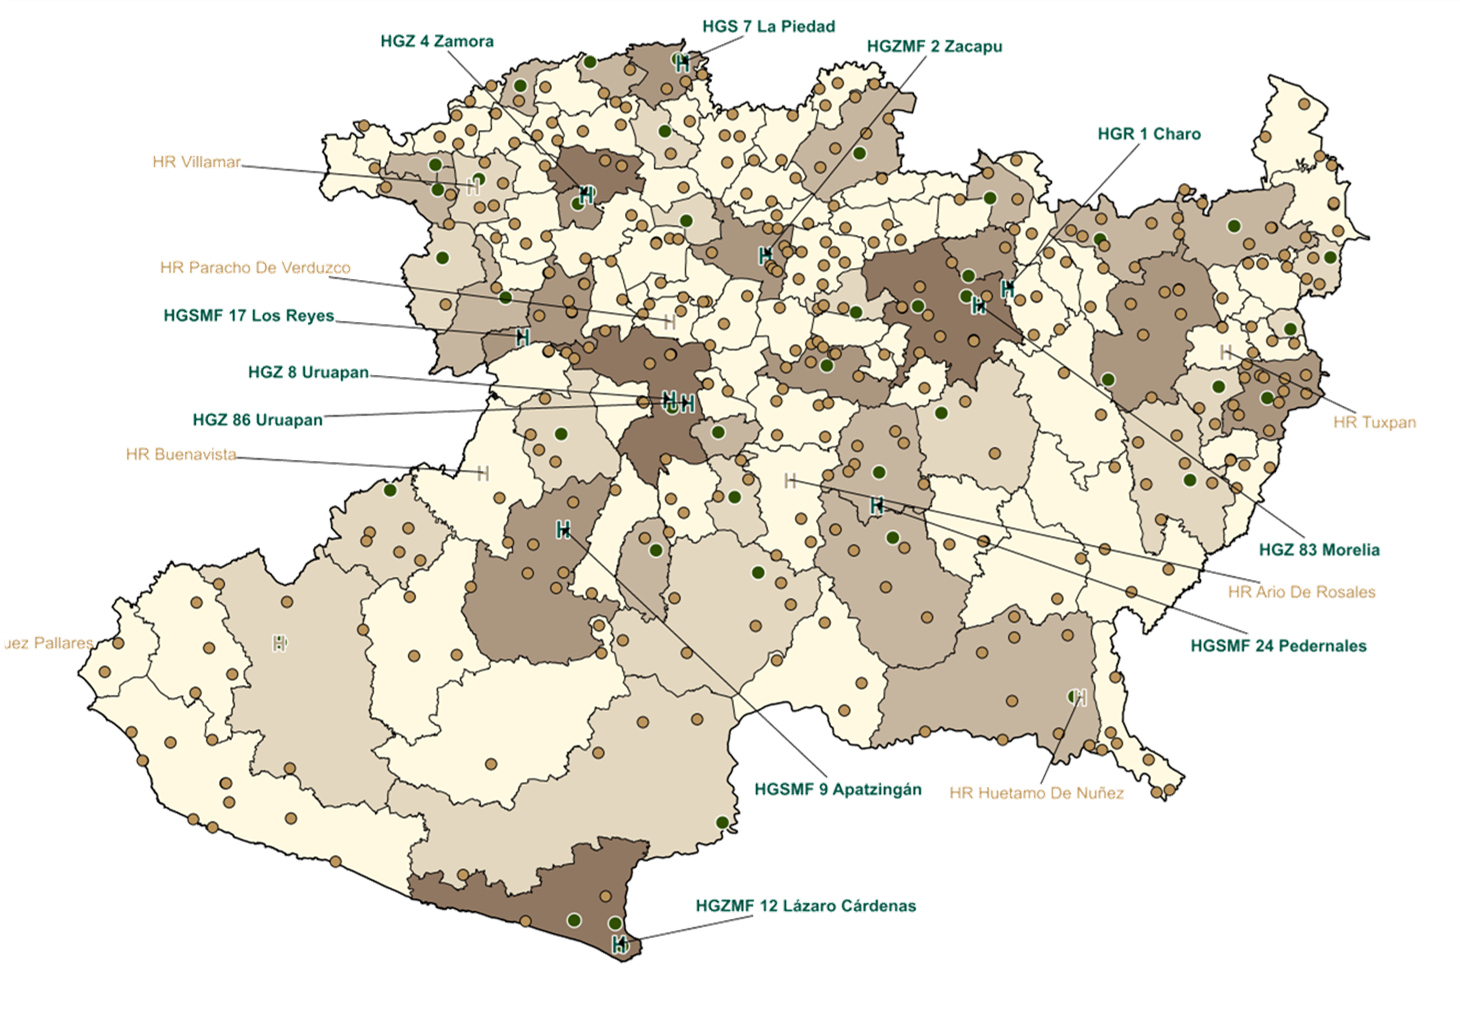 HGS 7 La Piedad
HGZ 4 Zamora
HGZMF 2 Zacapu
HGR 1 Charo
HR Villamar
HR Paracho De Verduzco
HGSMF 17 Los Reyes
HGZ 8 Uruapan
HGZ 86 Uruapan
HR Tuxpan
HR Buenavista
HGZ 83 Morelia
HR Ario De Rosales
uez Pallares
HGSMF 24 Pedernales
HGSMF 9 Apatzingán
HR Huetamo De Nuñez
HGZMF 12 Lázaro Cárdenas